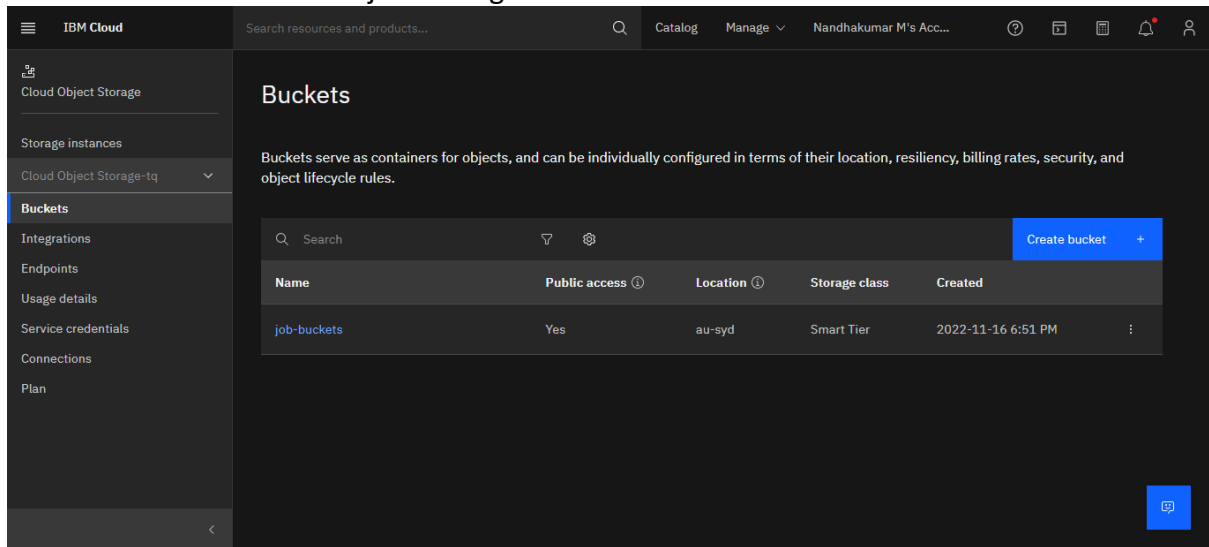 IBM Cloud
Search resources and products...
Catalog
Manage
Nandhakumar M's Acc...
Cloud Object Storage
Storage instances
Cloud Object Storage-tq
Buckets
Integrations
Endpoints
Usage details
Service credentials
Connections
Plan
Buckets
Buckets serve as containers for objects, and can be individually configured in terms of their location, resiliency, billing rates, security, and
object lifecycle rules.
Search
Create bucket +
Name Public access Location Storage class Created
job-buckets Yes au-syd Smart Tier 2022-11-16 6:51 PM